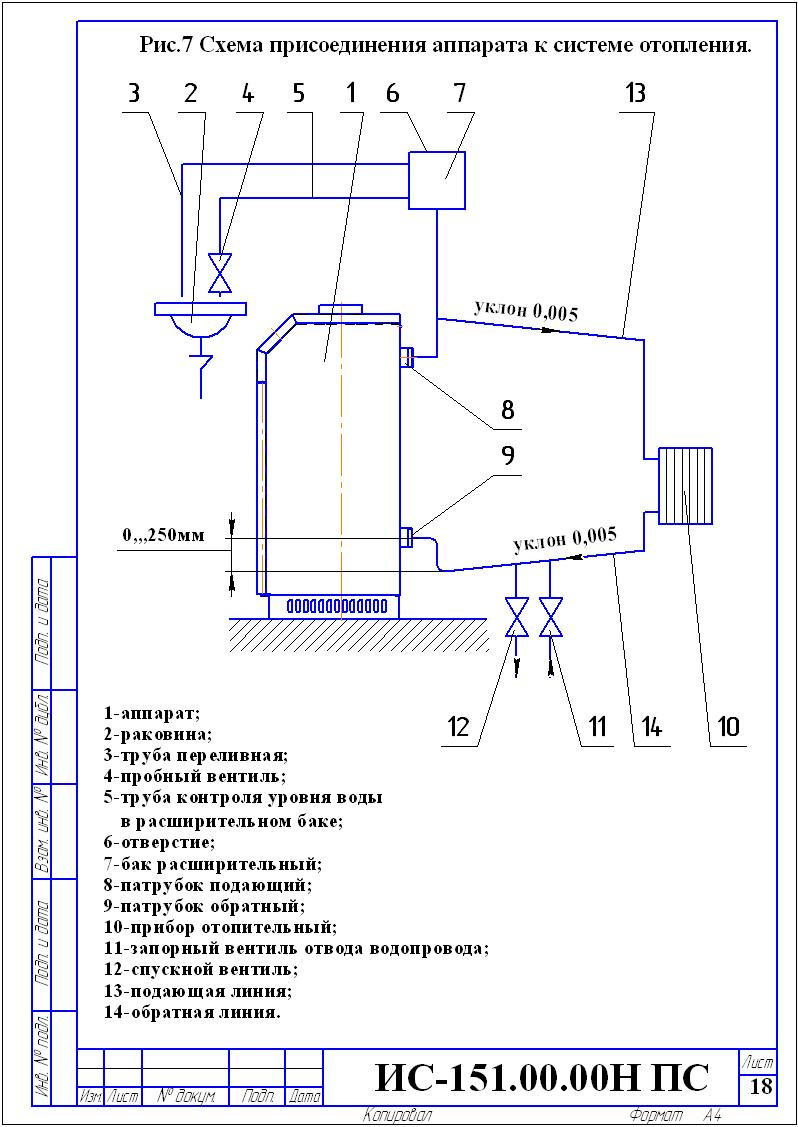 Рис.7 Схема присоединения аппарата к системе отопления.
3 2 4 5 1 6 7 13
уклон 0,005
8
9
0,,,250мм
уклон 0,005
12 11 14 10
1-аппарат;
2-раковина;
3-труба переливная;
4-пробный вентиль;
5-труба контроля уровня воды
в расширительном баке;
6-отверстие;
7-бак расширительный;
8-патрубок подающий;
9-патрубок обратный;
10-прибор отопительный;
11-запорный вентиль отвода водопровода;
12-спускной вентиль;
13-подающая линия;
14-обратная линия.
Подп. и дата
Инв. № дубл.
Взам. инв. №
Подп. и дата
Инв. № подл.
Изм. Лист № докум. Подп. Дата
ИС-151.00.00Н ПС
Лист
18
Копировал Формат А4